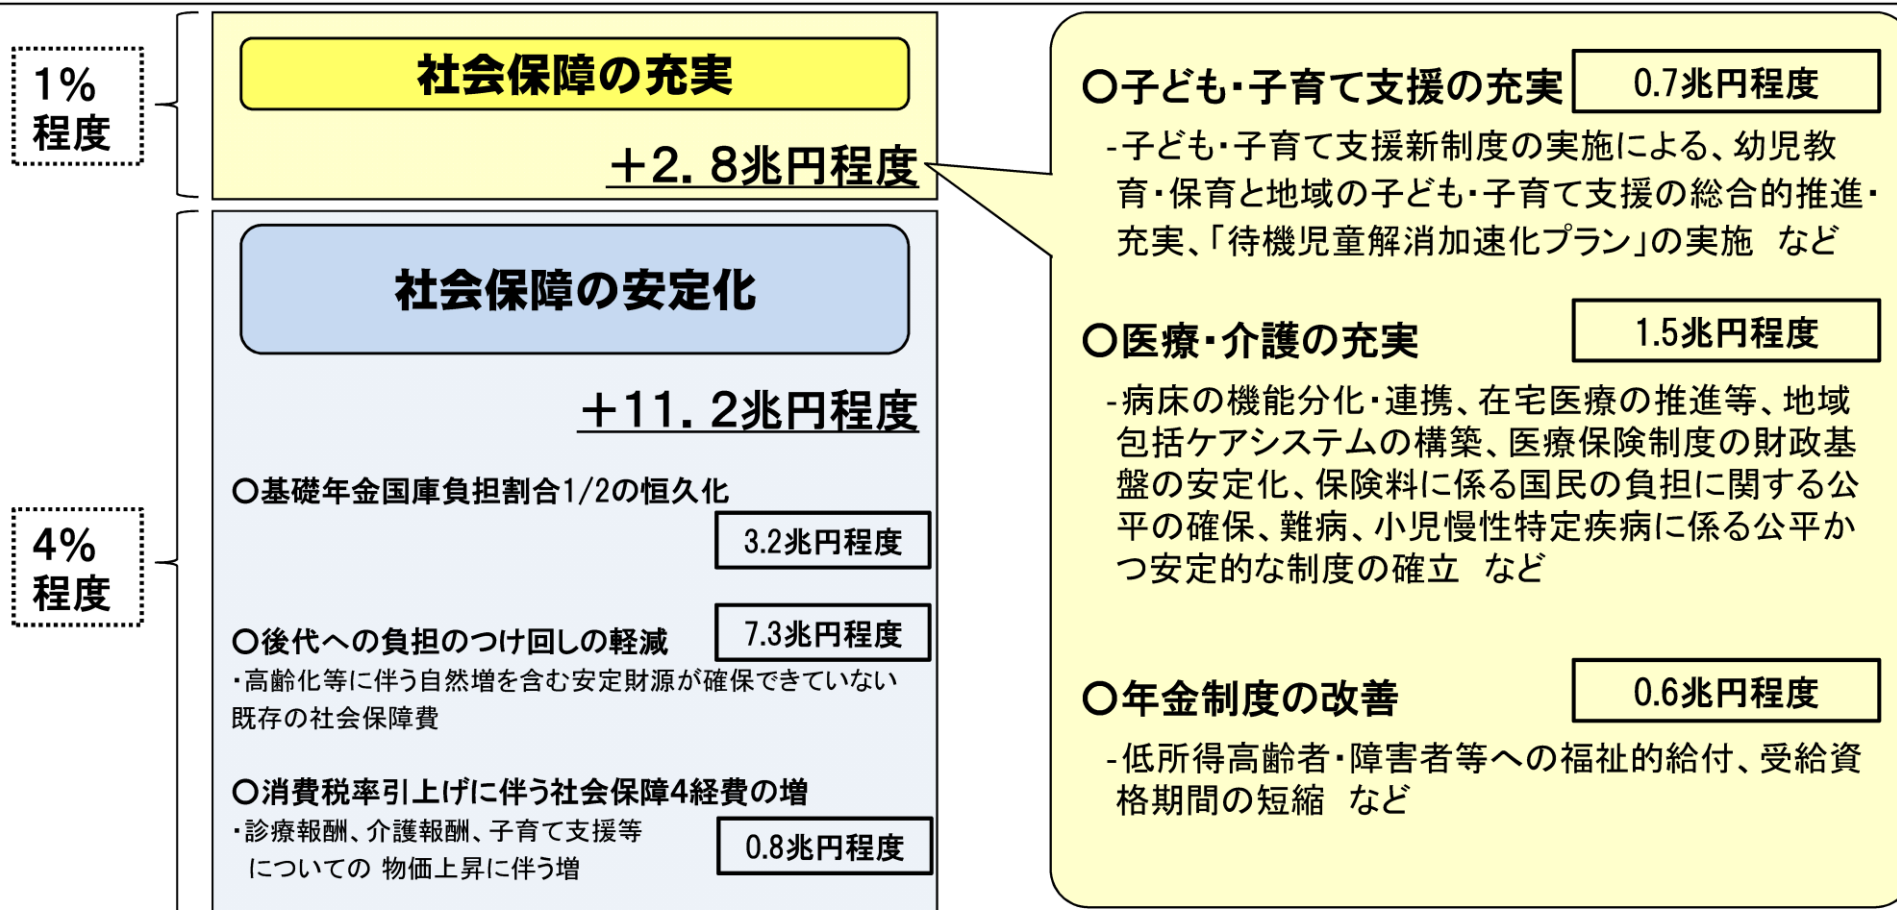 1%
程度
社会保障の充実
+2.8兆円程度
4%
程度
社会保障の安定化
+11.2兆円程度
○基礎年金国庫負担割合1/2の恒久化
3.2兆円程度
○後代への負担のつけ回しの軽減
7.3兆円程度
・高齢化等に伴う自然増を含む安定財源が確保できていない
既存の社会保障費
○消費税率引上げに伴う社会保障4経費の増
・診療報酬、介護報酬、子育て支援等
についての 物価上昇に伴う増
0.8兆円程度
○子ども・子育て支援の充実
0.7兆円程度
-子ども・子育て支援新制度の実施による、幼児教
育・保育と地域の子ども・子育て支援の総合的推進・
充実、「待機児童解消加速化プラン」の実施 など
○医療・介護の充実
1.5兆円程度
-病床の機能分化・連携、在宅医療の推進等、地域
包括ケアシステムの構築、医療保険制度の財政基
盤の安定化、保険料に係る国民の負担に関する公
平の確保、難病、小児慢性特定疾病に係る公平か
つ安定的な制度の確立 など
○年金制度の改善
0.6兆円程度
-低所得高齢者・障害者等への福祉的給付、受給資
格期間の短縮 など